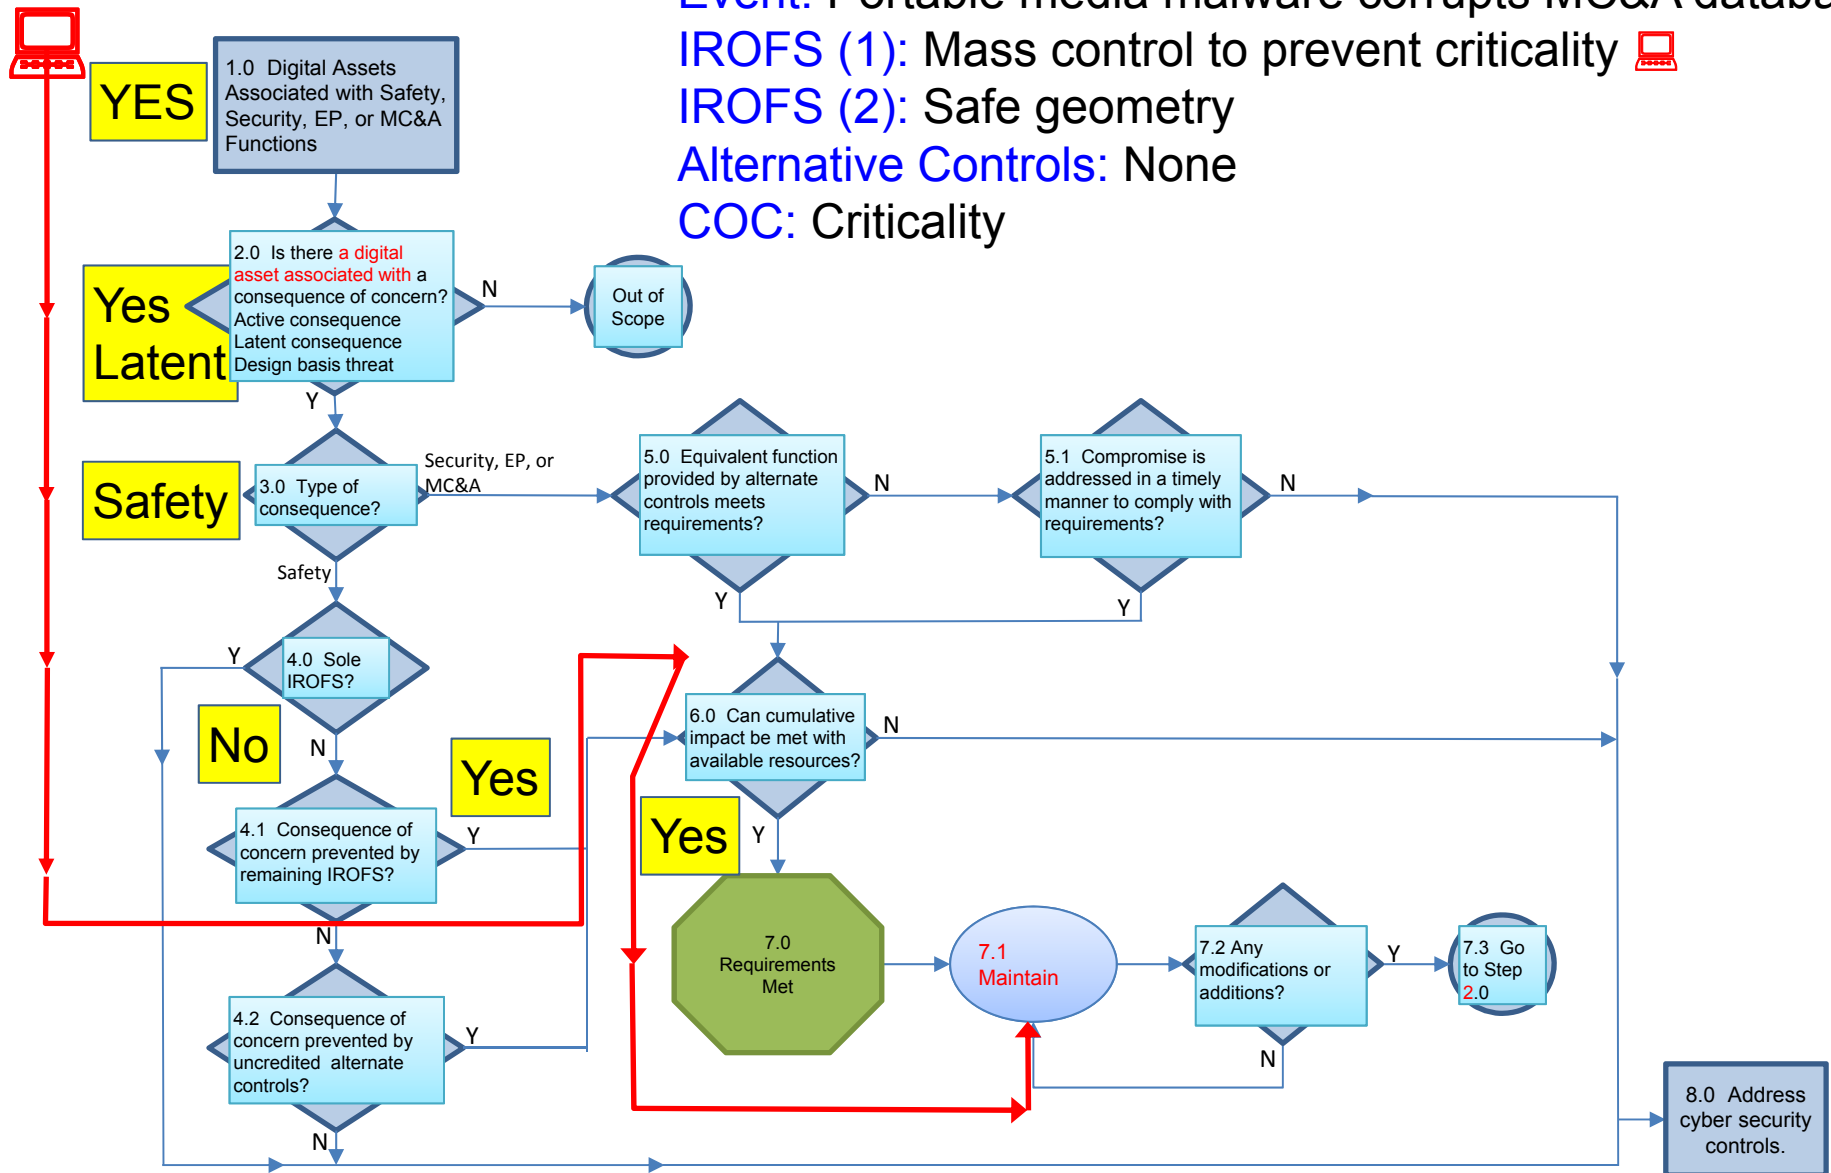 Event: Portable media malware corrupts MC&A
IROFS (1): Mass control to prevent criticality
IROFS (2): Safe geometry
Alternative Controls: None
COC: Criticality
YES
1.0 Digital Assets
Associated with Safety,
Security, EP, or MC&A
Functions
Yes
Latent
2.0 Is there a digital
asset associated with a
consequence of concern?
Active consequence
Latent consequence
Design basis threat
N
Out of
Scope
Y
Safety
3.0 Type of
consequence?
Security, EP, or
MC&A
5.0 Equivalent function
provided by alternate
controls meets
requirements?
N
5.1 Compromise is
addressed in a timely
manner to comply with
requirements?
N
Safety
Y
Y
Y
4.0 Sole
IROFS?
No
N
Yes
6.0 Can cumulative
impact be met with
available resources?
N
4.1 Consequence of
concern prevented by
remaining IROFS?
Y
Yes
Y
N
7.0
Requirements
Met
7.1
Maintain
7.2 Any
modifications or
additions?
Y
7.3 Go
to Step
2.0
N
4.2 Consequence of
concern prevented by
uncredited alternate
controls?
Y
N
8.0 Address
cyber security
controls.